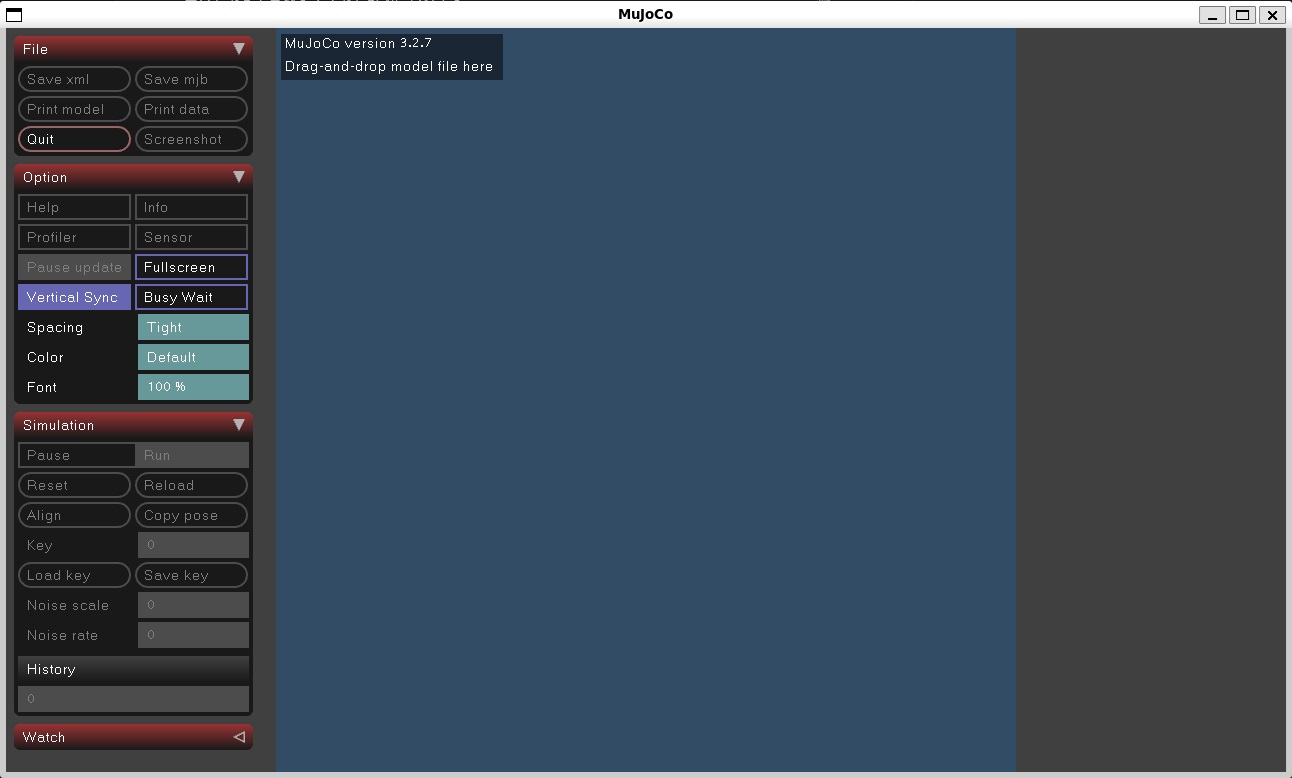 MuJoCo
File
Save xml Save mjb
Print model Print data
Quit Screenshot
Option
Help Info
Profiler Sensor
Pause update Fullscreen
Vertical Sync Busy Wait
Spacing Tight
Color Default
Font 100 %
Simulation
Pause Run
Reset Reload
Align Copy pose
Key 0
Load key Save key
Noise scale 0
Noise rate 0
History
0
Watch
MuJoCo version 3.2.7
Drag-and-drop model file here